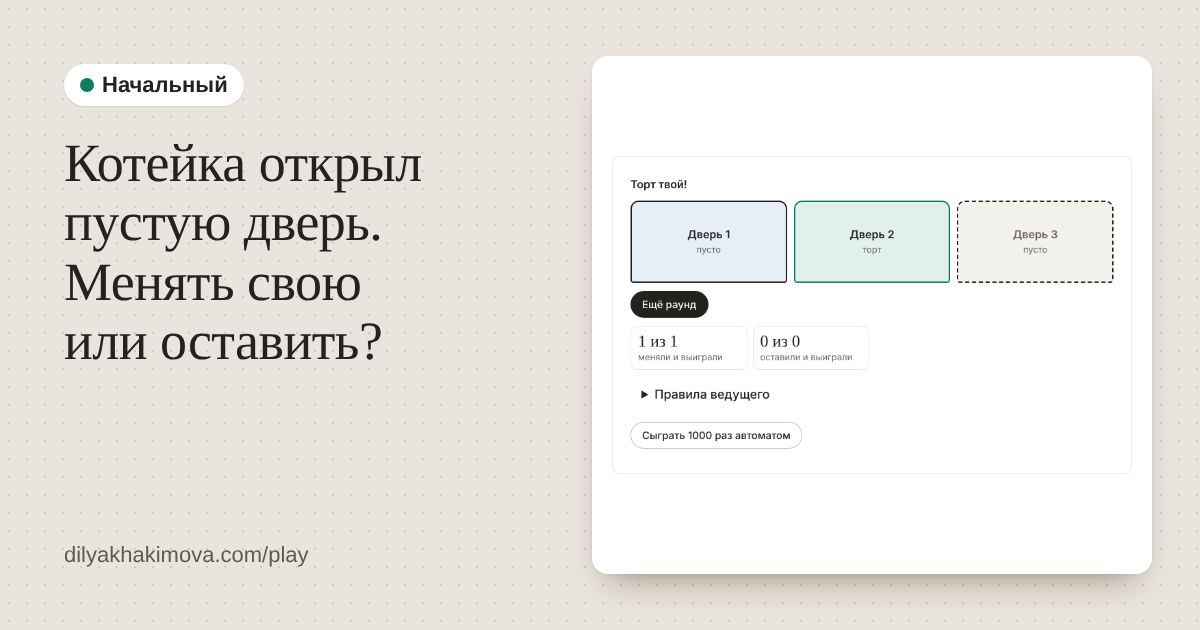 Начальный
Котейка открыл
пустую дверь.
Менять свою
или оставить?
dilyakhakimova.com/play
Торт твой!
Дверь 1
пусто
Дверь 2
торт
Дверь 3
пусто
Ещё раунд
1 из 1
меняли и выиграли
0 из 0
оставили и выиграли
▶ Правила ведущего
Сыграть 1000 раз автоматом